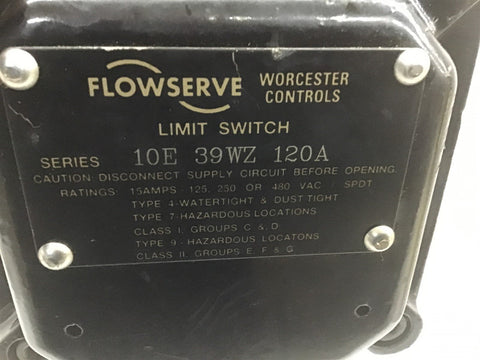 FLOWSERVE WORCESTER CONTROLS
LIMIT SWITCH
SERIES 10E 39WZ 120A
CAUTION: DISCONNECT SUPPLY CIRCUIT BEFORE OPENING.
RATINGS: 15AMPS - 125, 250 OR 480 VAC / SPDT
TYPE 4-WATERTIGHT & DUST TIGHT
TYPE 7-HAZARDOUS LOCATIONS
CLASS I, GROUPS C & D
TYPE 9-HAZARDOUS LOCATONS
CLASS II, GROUPS E, F & G